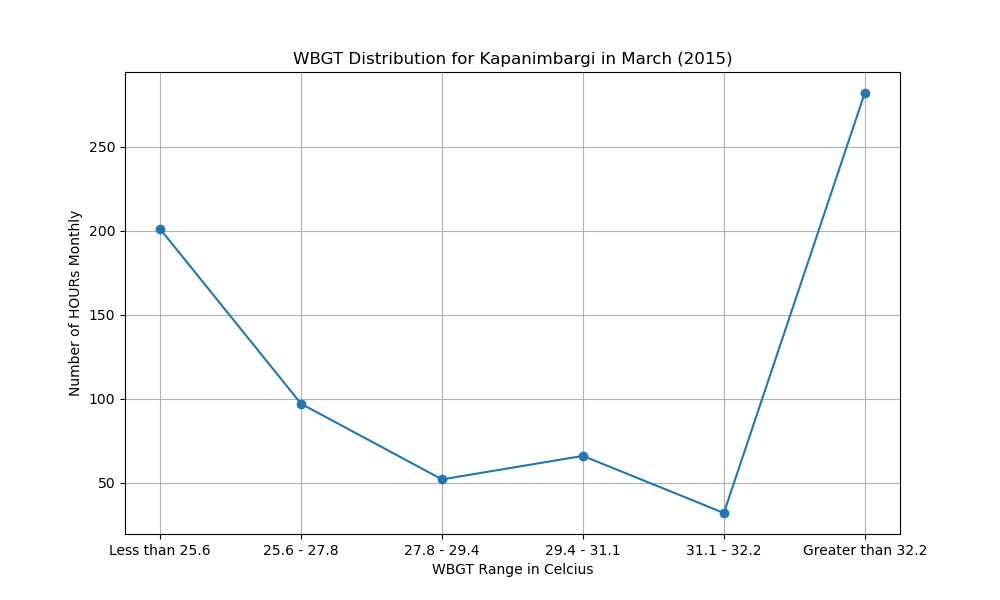 WBGT Distribution for Kapanimbargi in March (2015)
Number of HOURs Monthly
250
200
150
100
50
Less than 25.6
25.6 - 27.8
27.8 - 29.4
29.4 - 31.1
31.1 - 32.2
Greater than 32.2
WBGT Range in Celcius